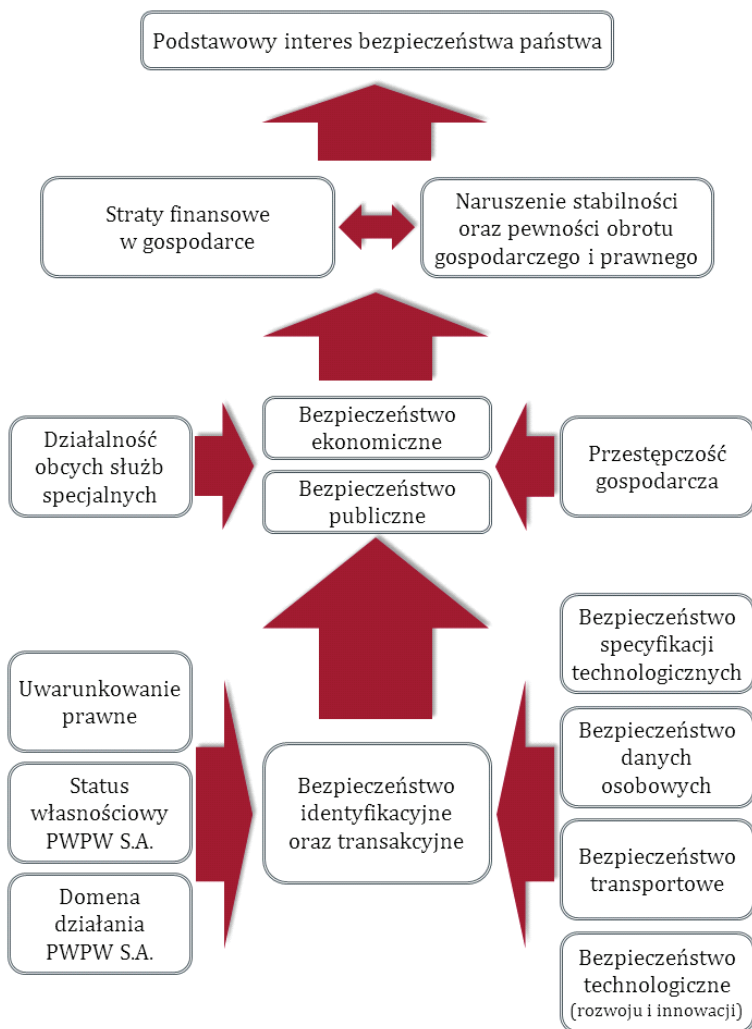 Podstawowy interes bezpieczeństwa państwa
Straty finansowe
w gospodarce
Naruszenie stabilności
oraz pewności obrotu
gospodarczego i prawnego
Działalność
obcych służb
specjalnych
Bezpieczeństwo
ekonomiczne
Bezpieczeństwo
publiczne
Przestępczość
gospodarcza
Uwarunkowanie
prawne
Status
własnościowy
PWPW S.A.
Domena
działania
PWPW S.A.
Bezpieczeństwo
identyfikacyjne
oraz transakcyjne
Bezpieczeństwo
specyfikacji
technologicznych
Bezpieczeństwo
danych
osobowych
Bezpieczeństwo
transportowe
Bezpieczeństwo
technologiczne
(rozwoju i innowacji)